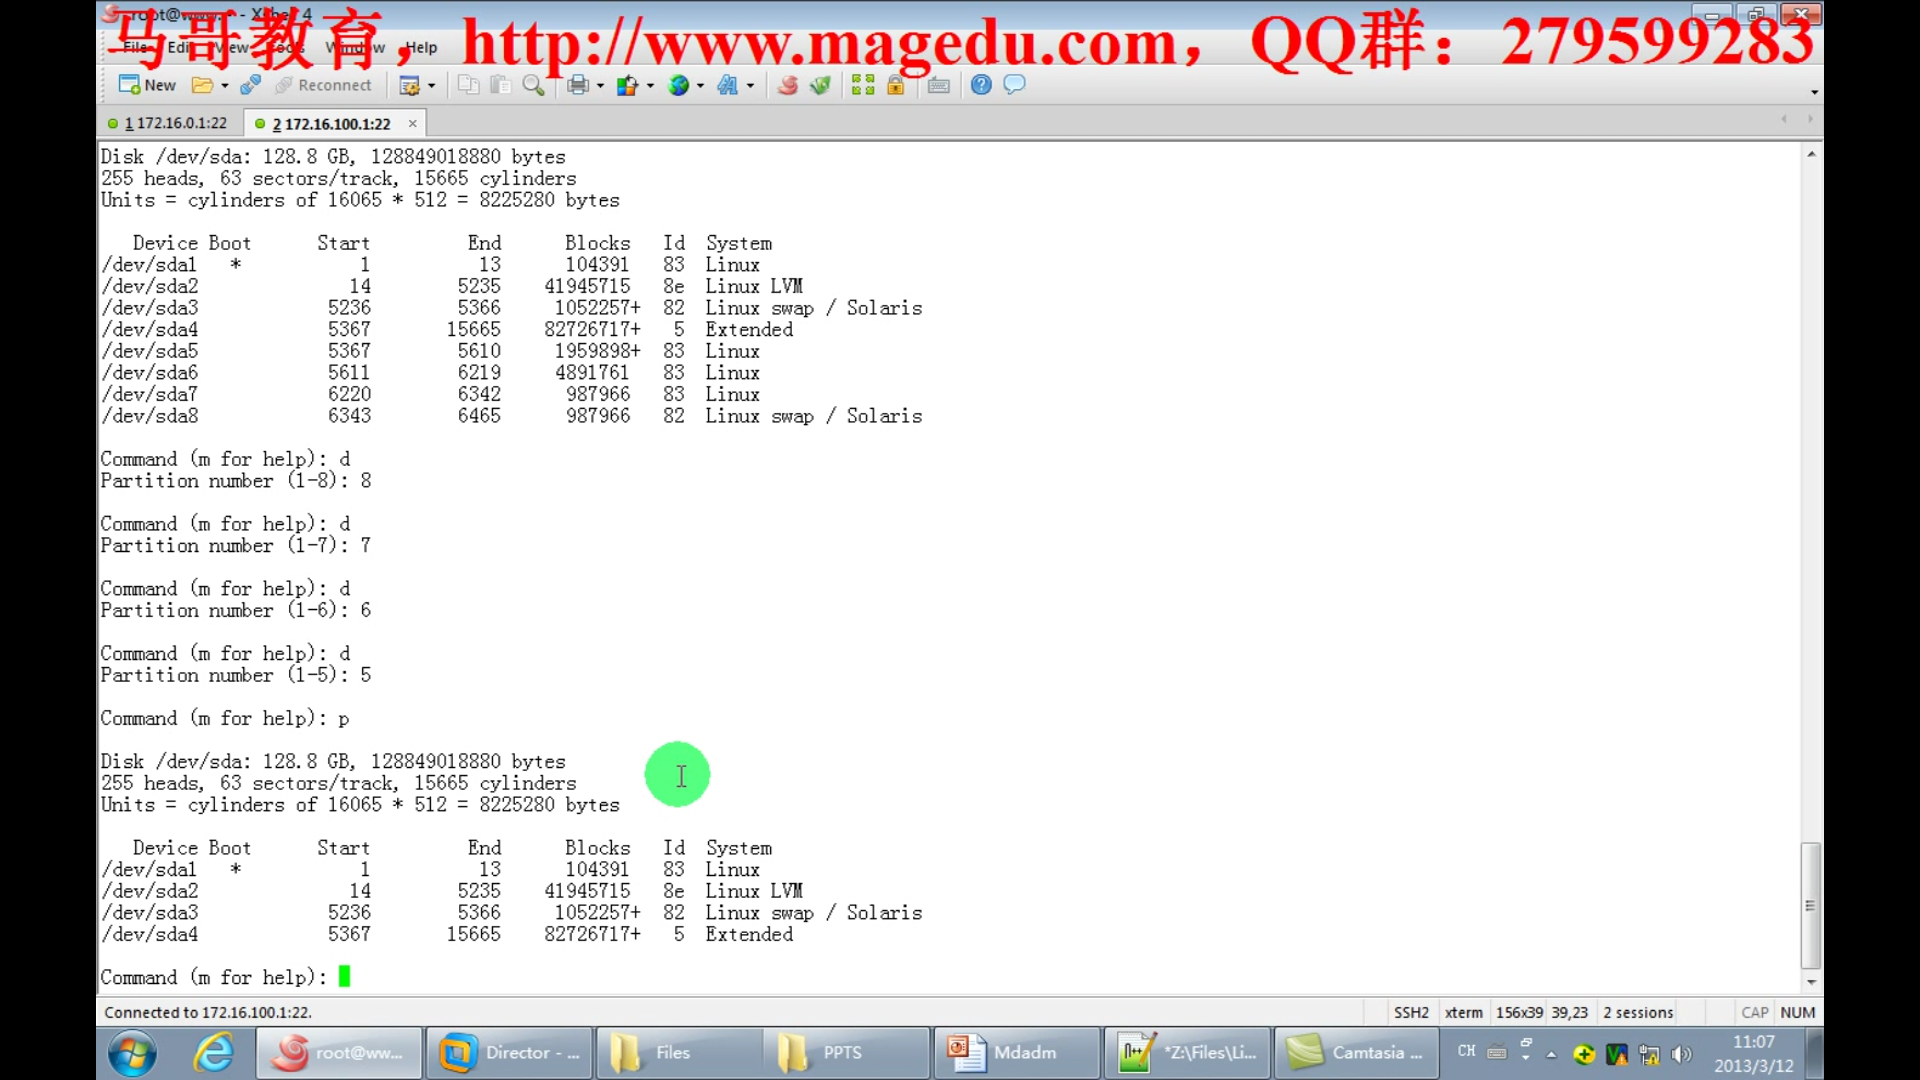 root@www:~ - Xshell 4
马哥教育，http://www.magedu.com，QQ群：279599283
File Edit View Tools Window Help
New Reconnect
1 172.16.0.1:22 2 172.16.100.1:22
Disk /dev/sda: 128.8 GB, 128849018880 bytes
255 heads, 63 sectors/track, 15665 cylinders
Units = cylinders of 16065 * 512 = 8225280 bytes
Device Boot Start End Blocks Id System
/dev/sda1 * 1 13 104391 83 Linux
/dev/sda2 14 5235 41945715 8e Linux LVM
/dev/sda3 5236 5366 1052257+ 82 Linux swap / Solaris
/dev/sda4 5367 15665 82726717+ 5 Extended
/dev/sda5 5367 5610 1959898+ 83 Linux
/dev/sda6 5611 6219 4891761 83 Linux
/dev/sda7 6220 6342 987966 83 Linux
/dev/sda8 6343 6465 987966 82 Linux swap / Solaris
Command (m for help): d
Partition number (1-8): 8
Command (m for help): d
Partition number (1-7): 7
Command (m for help): d
Partition number (1-6): 6
Command (m for help): d
Partition number (1-5): 5
Command (m for help): p
Disk /dev/sda: 128.8 GB, 128849018880 bytes
255 heads, 63 sectors/track, 15665 cylinders
Units = cylinders of 16065 * 512 = 8225280 bytes
Device Boot Start End Blocks Id System
/dev/sda1 * 1 13 104391 83 Linux
/dev/sda2 14 5235 41945715 8e Linux LVM
/dev/sda3 5236 5366 1052257+ 82 Linux swap / Solaris
/dev/sda4 5367 15665 82726717+ 5 Extended
Command (m for help):
Connected to 172.16.100.1:22. SSH2 xterm 156x39 39,23 2 sessions CAP NUM
root@ww... Director - ... Files PPTS Mdadm *Z:\Files\Li... Camtasia ... CH 11:07
2013/3/12